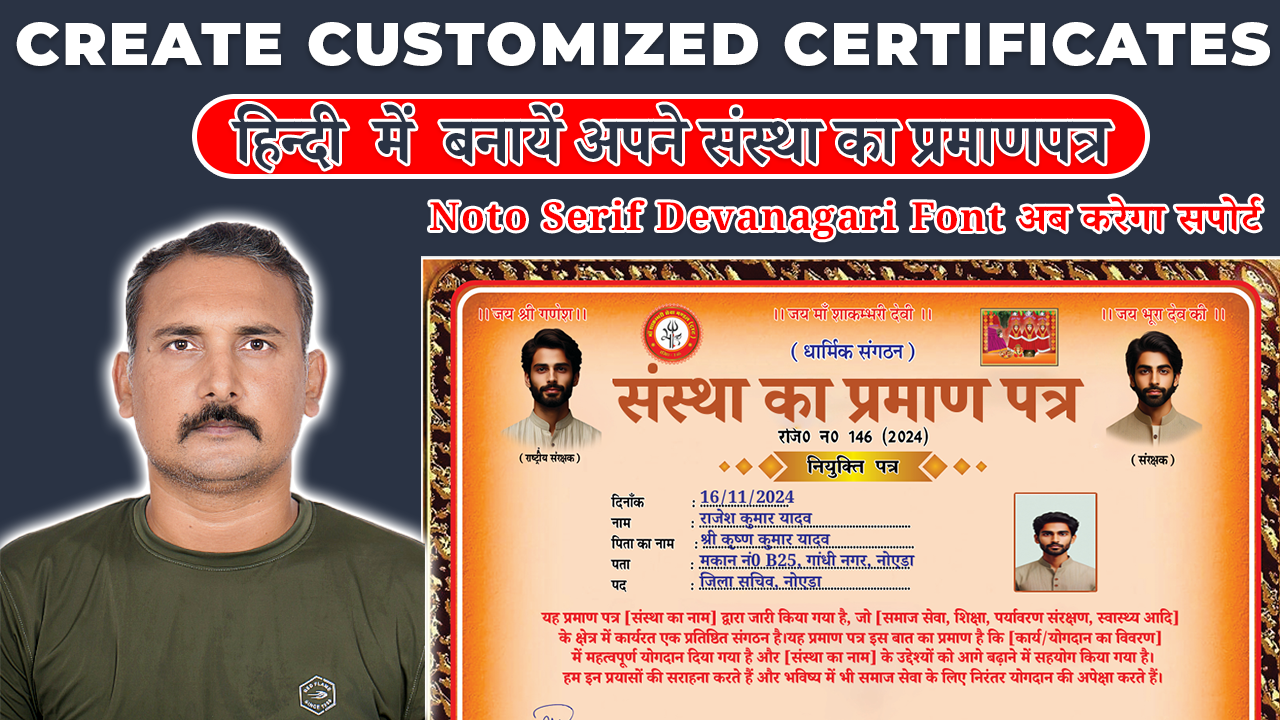 CREATE CUSTOMIZED CERTIFICATES
हिन्दी में बनायें अपने संस्था का प्रमाणपत्र
Noto Serif Devanagari Font अब करेगा सपोर्ट
।। जय श्री गणेश ।। ।। जय माँ शाकम्भरी देवी ।। ।। जय भूरा देव की ।।
( धार्मिक संगठन )
संस्था का प्रमाण पत्र
रजि0 न0 146 (2024)
( राष्ट्रीय संरक्षक ) ( संरक्षक )
नियुक्ति पत्र
दिनाँक : 16/11/2024
नाम : राजेश कुमार यादव
पिता का नाम : श्री कृष्ण कुमार यादव
पता : मकान नं0 B25, गांधी नगर, नोएडा
पद : जिला सचिव, नोएडा
यह प्रमाण पत्र [संस्था का नाम] द्वारा जारी किया गया है, जो [समाज सेवा, शिक्षा, पर्यावरण संरक्षण, स्वास्थ्य आदि]
के क्षेत्र में कार्यरत एक प्रतिष्ठित संगठन है।यह प्रमाण पत्र इस बात का प्रमाण है कि [कार्य/योगदान का विवरण]
में महत्वपूर्ण योगदान दिया गया है और [संस्था का नाम] के उद्देश्यों को आगे बढ़ाने में सहयोग किया गया है।
हम इन प्रयासों की सराहना करते हैं और भविष्य में भी समाज सेवा के लिए निरंतर योगदान की अपेक्षा करते हैं।